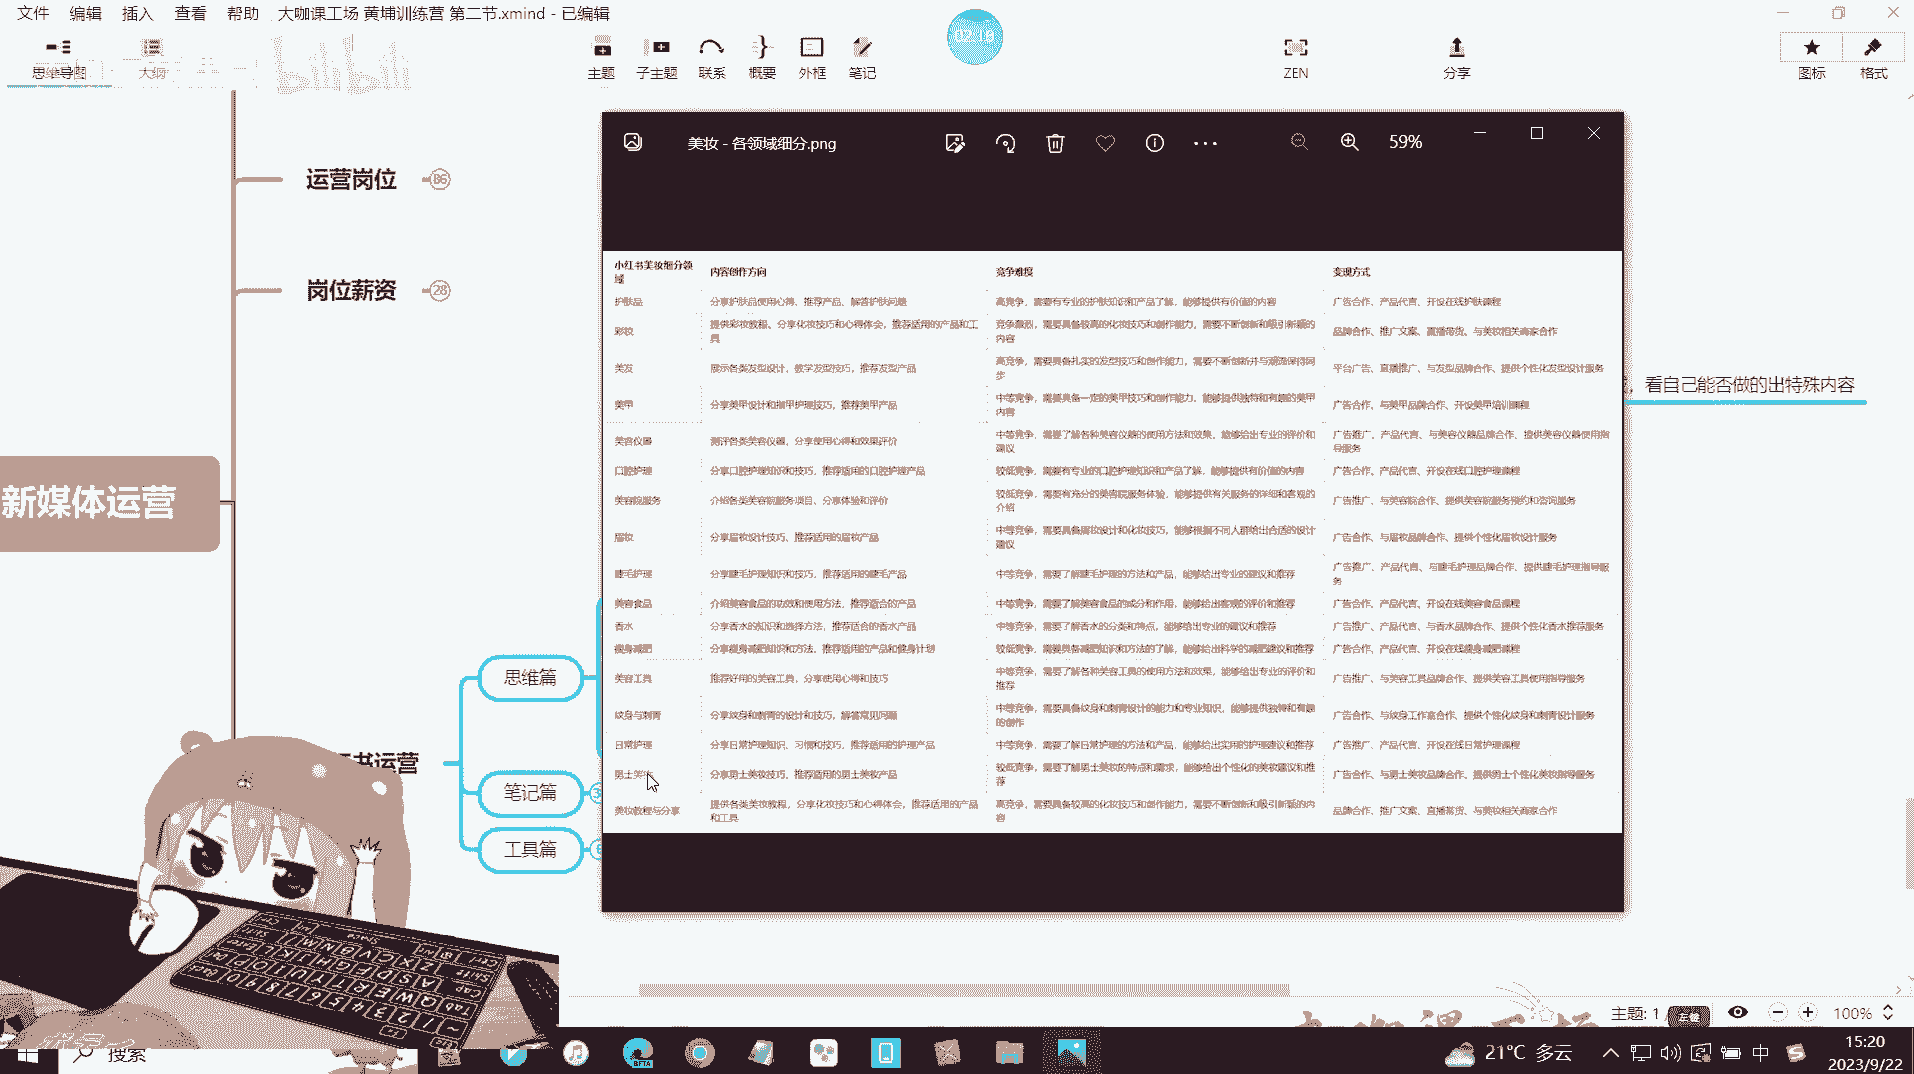 文件 编辑 插入 查看 帮助 大咖课工场 黄埔训练营 第二节.xmind - 已编辑
思维导图 大纲 主题 子主题 联系 概要 外框 笔记 ZEN 分享 图标 格式
bilibili
02:18
运营岗位 86
岗位薪资 28
新媒体运营
书运营
思维篇
笔记篇
工具篇
看自己能否做的出特殊内容
美妆 - 各领域细分.png 59%
小红书美妆细分领域 内容创作方向 竞争难度 变现方式
护肤品 分享护肤品使用心得、推荐产品、解答护肤问题 高竞争，需要有专业的护肤知识和产品了解，能够提供有价值的内容 广告合作、产品代言、开设在线护肤课程
彩妆 提供彩妆教程、分享化妆技巧和心得体会，推荐适用的产品和工具 竞争激烈，需要具备较高的化妆技巧和创作能力，需要不断创新和吸引新颖的内容 品牌合作、推广文案、直播带货、与美妆相关商家合作
美发 展示各类发型设计、教学发型技巧，推荐发型产品 高竞争，需要具备扎实的发型技巧和创作能力，需要不断创新并与潮流保持同步 平台广告、直播推广、与发型品牌合作、提供个性化发型设计服务
美甲 分享美甲设计和指甲护理技巧，推荐美甲产品 中等竞争，需要具备一定的美甲技巧和创作能力，能够提供独特和有趣的美甲内容 广告合作、与美甲品牌合作、开设美甲培训课程
美容仪器 测评各类美容仪器，分享使用心得和效果评价 中等竞争，需要了解各种美容仪器的使用方法和效果，能够给出专业的评价和建议 广告推广、产品代言、与美容仪器品牌合作、提供美容仪器使用指导服务
口腔护理 分享口腔护理知识和技巧，推荐适用的口腔护理产品 较低竞争，需要有专业的口腔护理知识和产品了解，能够提供有价值的内容 广告合作、产品代言、开设在线口腔护理课程
美容院服务 介绍各类美容院服务项目、分享体验和评价 较低竞争，需要有充分的美容院服务体验，能够提供有关服务的详细和客观的介绍 广告推广、与美容院合作、提供美容院服务预约和咨询服务
眉妆 分享眉妆设计技巧、推荐适用的眉妆产品 中等竞争，需要具备眉妆设计和化妆技巧，能够根据不同人群给出合适的设计建议 广告合作、与眉妆品牌合作、提供个性化眉妆设计服务
睫毛护理 分享睫毛护理知识和技巧，推荐适用的睫毛产品 中等竞争，需要了解睫毛护理的方法和产品，能够给出专业的建议和推荐 广告推广、产品代言、与睫毛护理品牌合作、提供睫毛护理指导服务
美容食品 介绍美容食品的功效和使用方法，推荐适合的产品 中等竞争，需要了解美容食品的成分和作用，能够给出客观的评价和推荐 广告合作、产品代言、开设在线美容食品课程
香水 分享香水的知识和选择方法，推荐适合的香水产品 中等竞争，需要了解香水的分类和特点，能够给出专业的建议和推荐 广告推广、产品代言、与香水品牌合作、提供个性化香水推荐服务
瘦身减肥 分享瘦身减肥知识和方法，推荐适用的产品和健身计划 较低竞争，需要具备减肥知识和方法的了解，能够给出科学的减肥建议和推荐 广告合作、产品代言、开设在线瘦身减肥课程
美容工具 推荐好用的美容工具，分享使用心得和技巧 中等竞争，需要了解各种美容工具的使用方法和效果，能够给出专业的评价和推荐 广告推广、与美容工具品牌合作、提供美容工具使用指导服务
纹身与刺青 分享纹身和刺青的设计和技巧，解答常见问题 中等竞争，需要具备纹身和刺青设计的能力和专业知识，能够提供独特和有趣的创作 广告合作、与纹身工作室合作、提供个性化纹身和刺青设计服务
日常护理 分享日常护理知识、习惯和技巧，推荐适用的护理产品 中等竞争，需要了解日常护理的方法和产品，能够给出实用的护理建议和推荐 广告推广、产品代言、开设在线日常护理课程
男士美妆 分享男士美妆技巧，推荐适用的男士美妆产品 较低竞争，需要了解男士美妆的特点和需求，能够给出个性化的美妆建议和推荐 广告合作、与男士美妆品牌合作、提供男士个性化美妆指导服务
美妆教程与分享 提供各类美妆教程，分享化妆技巧和心得体会，推荐适用的产品和工具 高竞争，需要具备较高的化妆技巧和创作能力，需要不断创新和吸引新颖的内容 品牌合作、推广文案、直播带货、与美妆相关商家合作
主题: 1 左键 100%
搜索 BETA 21°C 多云 中 15:20
2023/9/22